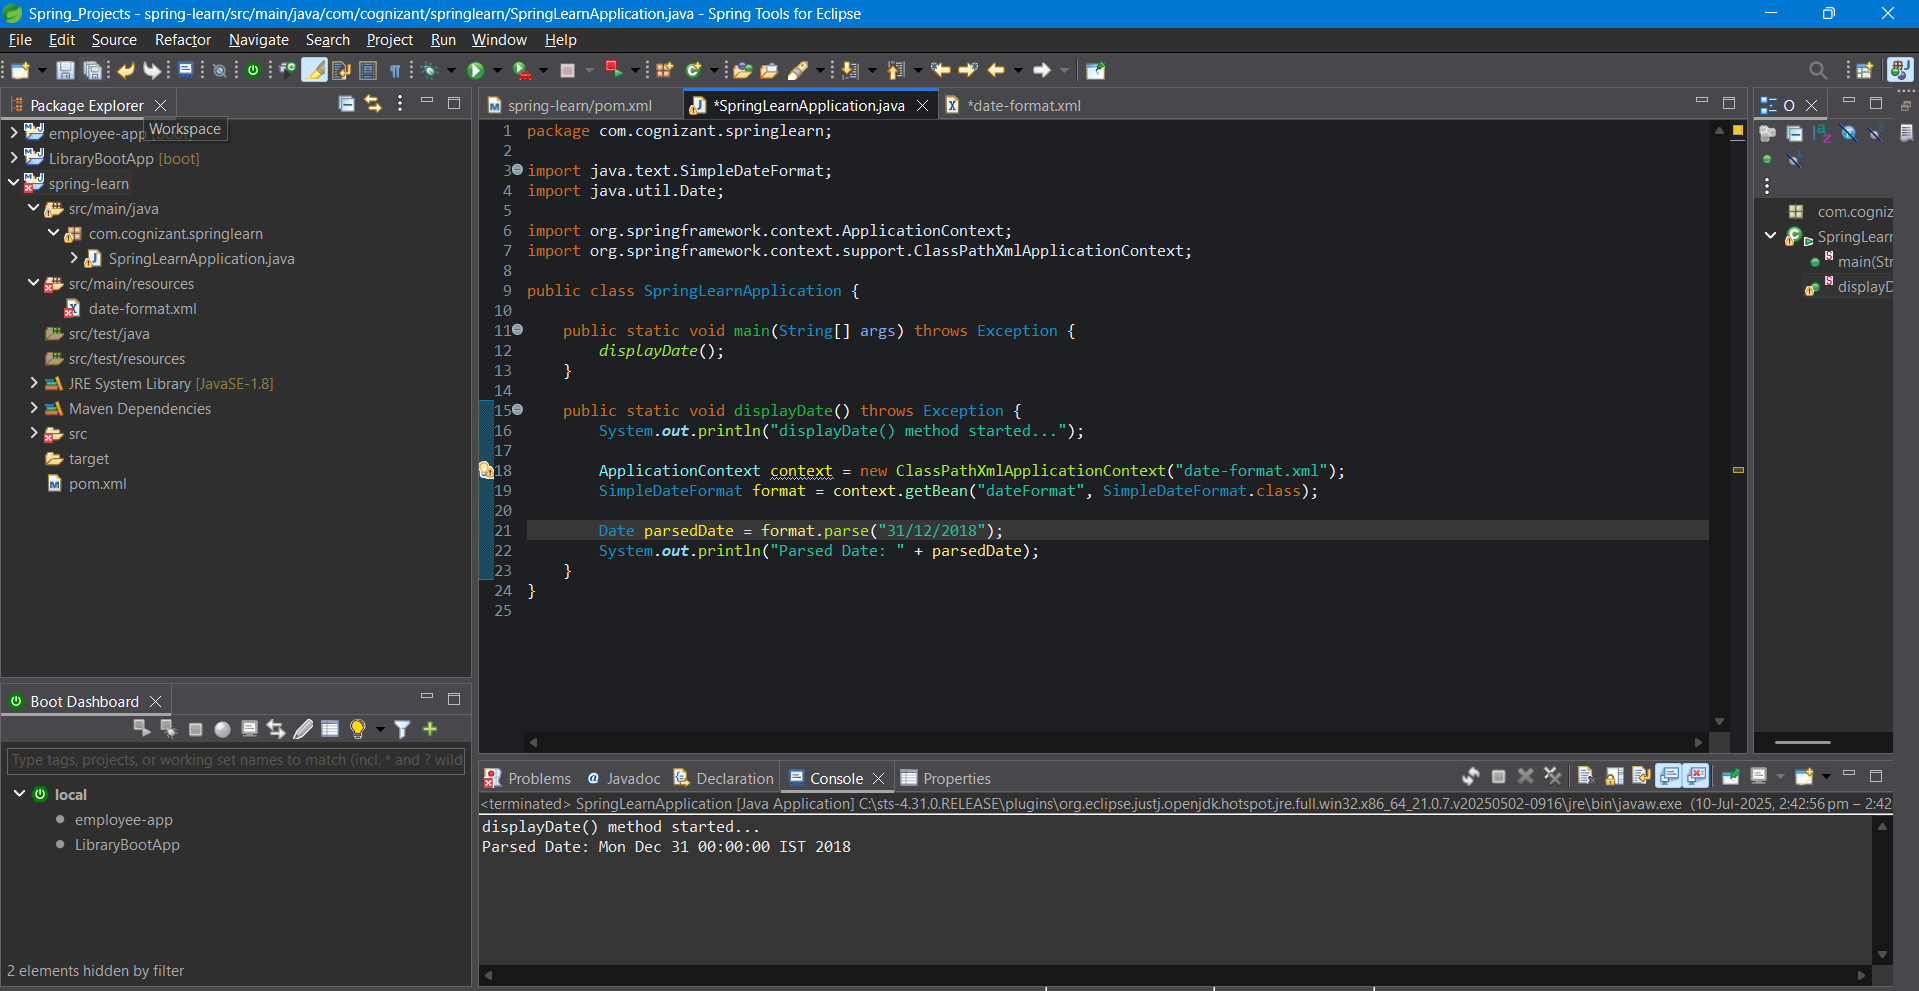 Spring_Projects - spring-learn/src/main/java/com/cognizant/springlearn/SpringLearnApplication.java - Spring Tools for Eclipse
File Edit Source Refactor Navigate Search Project Run Window Help
Package Explorer
Workspace
employee-app
LibraryBootApp [boot]
spring-learn
src/main/java
com.cognizant.springlearn
SpringLearnApplication.java
src/main/resources
date-format.xml
src/test/java
src/test/resources
JRE System Library [JavaSE-1.8]
Maven Dependencies
src
target
pom.xml
spring-learn/pom.xml *SpringLearnApplication.java *date-format.xml
1 package com.cognizant.springlearn;
2
3 import java.text.SimpleDateFormat;
4 import java.util.Date;
5
6 import org.springframework.context.ApplicationContext;
7 import org.springframework.context.support.ClassPathXmlApplicationContext;
8
9 public class SpringLearnApplication {
10
11 public static void main(String[] args) throws Exception {
12 displayDate();
13 }
14
15 public static void displayDate() throws Exception {
16 System.out.println("displayDate() method started...");
17
18 ApplicationContext context = new ClassPathXmlApplicationContext("date-format.xml");
19 SimpleDateFormat format = context.getBean("dateFormat", SimpleDateFormat.class);
20
21 Date parsedDate = format.parse("31/12/2018");
22 System.out.println("Parsed Date: " + parsedDate);
23 }
24 }
25
O
com.cogniz
SpringLearn
main(Str
displayD
Boot Dashboard
Type tags, projects, or working set names to match (incl. * and ? wild
local
employee-app
LibraryBootApp
2 elements hidden by filter
Problems Javadoc Declaration Console Properties
<terminated> SpringLearnApplication [Java Application] C:\sts-4.31.0.RELEASE\plugins\org.eclipse.justj.openjdk.hotspot.jre.full.win32.x86_64_21.0.7.v20250502-0916\jre\bin\javaw.exe (10-Jul-2025, 2:42:56 pm – 2:42
displayDate() method started...
Parsed Date: Mon Dec 31 00:00:00 IST 2018